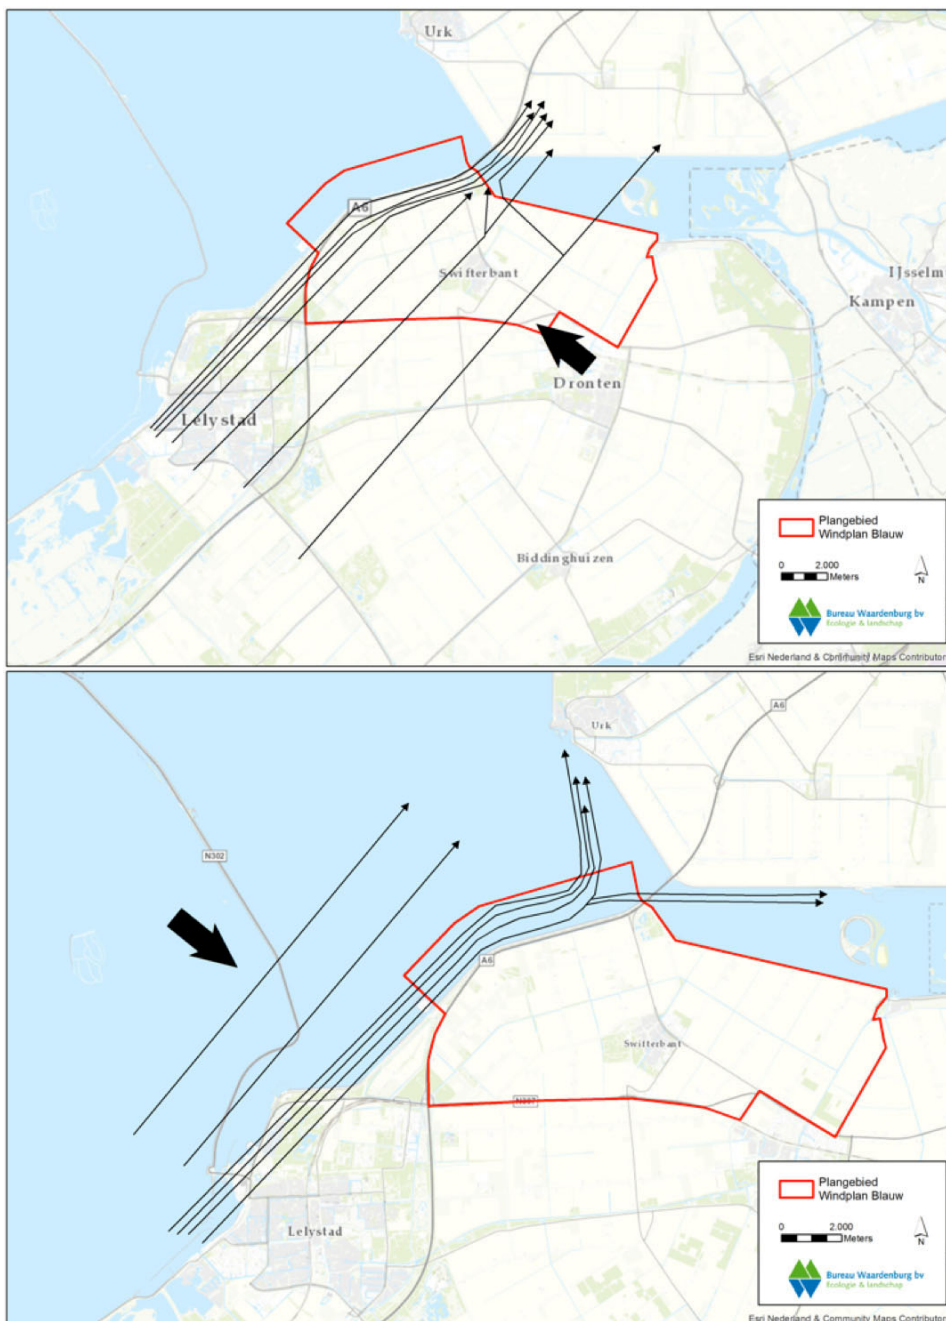 Urk
A6
Swifterbant
IJsselm
Kampen
Dronten
Lelystad
Biddinghuizen
Plangebied
Windplan Blauw
0 2.000
Meters
N
Bureau Waardenburg bv
Ecologie & landschap
Esri Nederland & Community Maps Contributor
Urk
A6
N302
A6
Swifterbant
N307
Lelystad
Plangebied
Windplan Blauw
0 2.000
Meters
N
Bureau Waardenburg bv
Ecologie & landschap
Esri Nederland & Community Maps Contributor